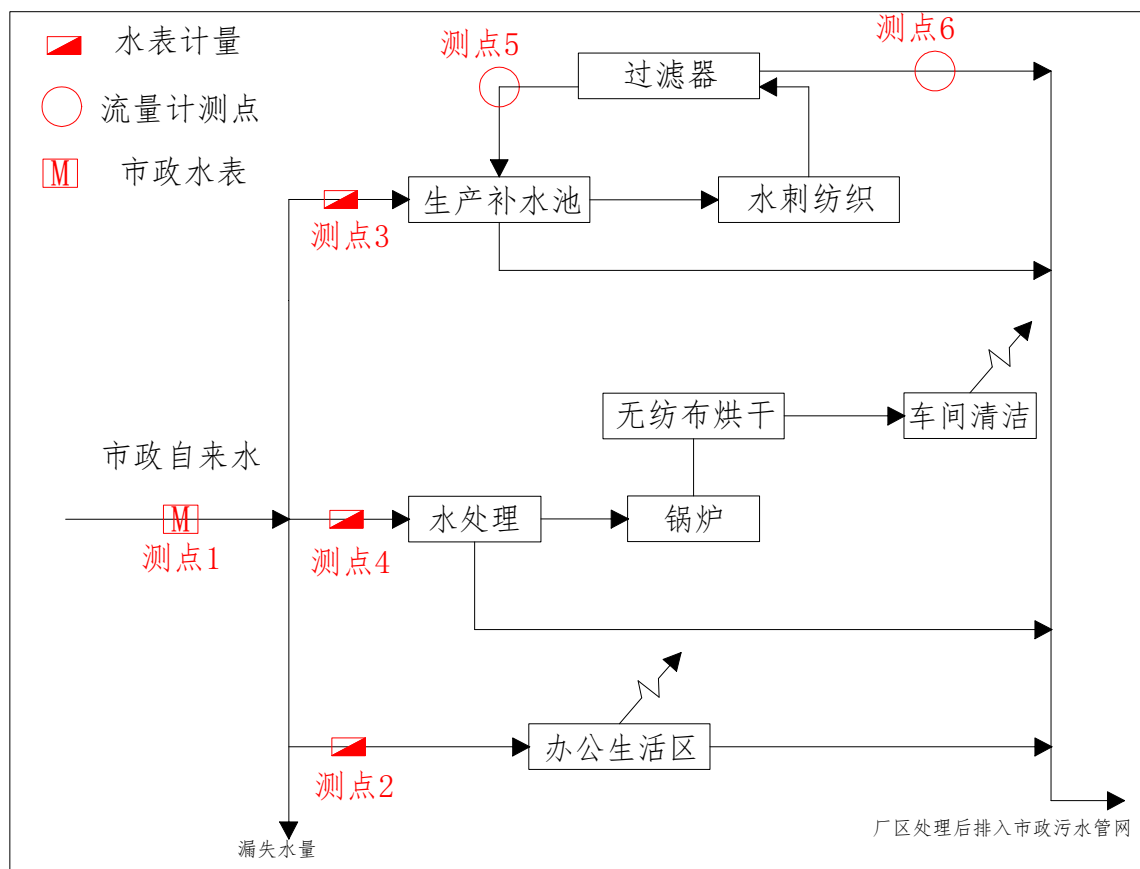 水表计量
流量计测点
M
市政水表
测点5
测点6
过滤器
测点3
生产补水池
水刺纺织
无纺布烘干
车间清洁
市政自来水
M
测点1
测点4
水处理
锅炉
测点2
办公生活区
漏失水量
厂区处理后排入市政污水管网